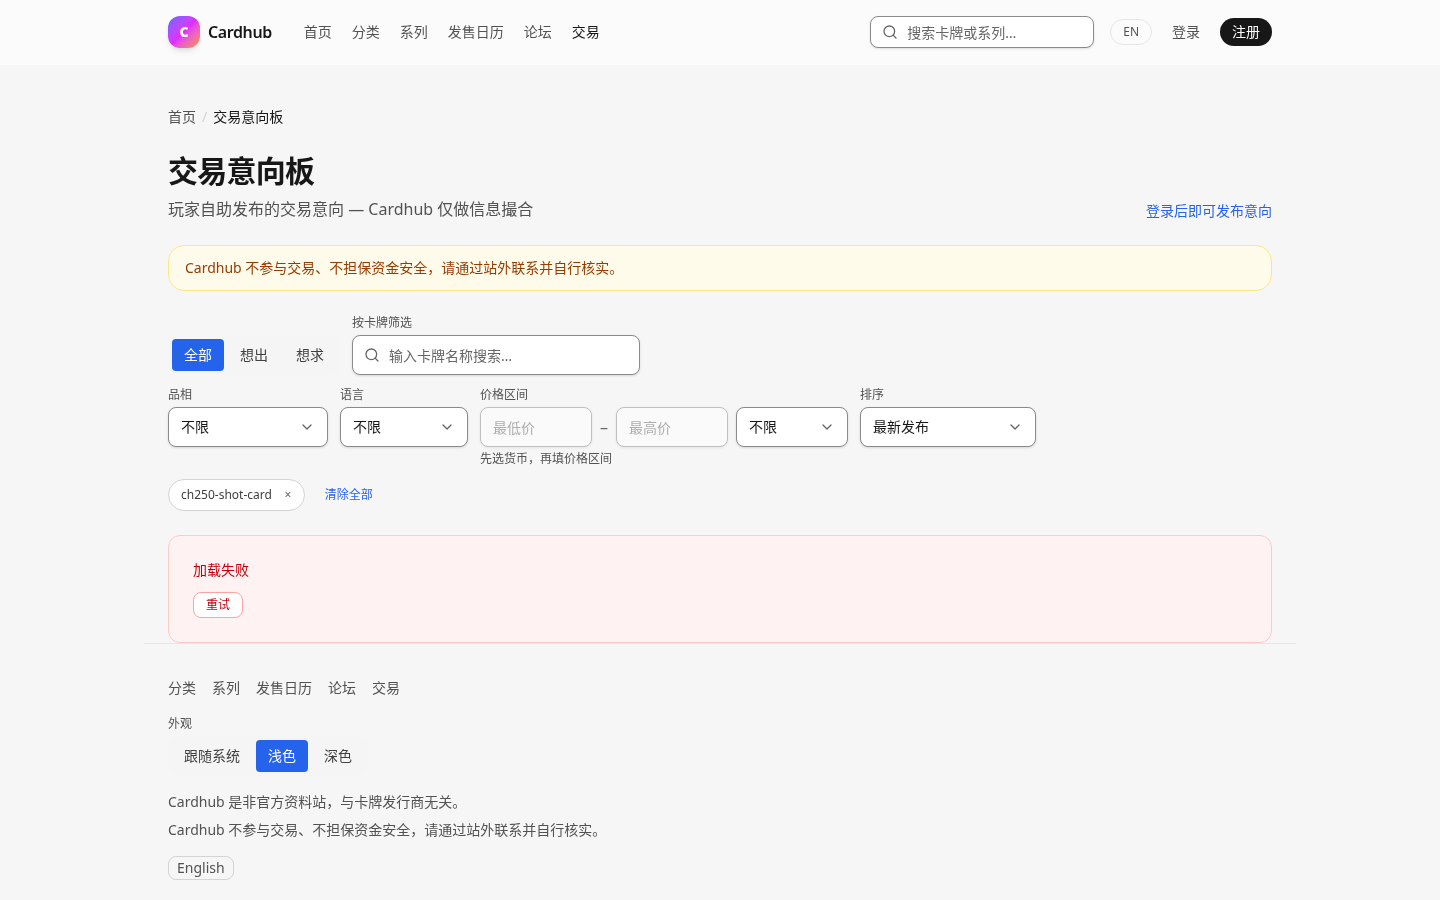 C Cardhub 首页 分类 系列 发售日历 论坛 交易 搜索卡牌或系列... EN 登录 注册
首页 / 交易意向板
交易意向板
玩家自助发布的交易意向 — Cardhub 仅做信息撮合
登录后即可发布意向
Cardhub 不参与交易、不担保资金安全，请通过站外联系并自行核实。
按卡牌筛选
全部 想出 想求 输入卡牌名称搜索...
品相 语言 价格区间 排序
不限 不限 最低价 – 最高价 不限 最新发布
先选货币，再填价格区间
ch250-shot-card × 清除全部
加载失败
重试
分类 系列 发售日历 论坛 交易
外观
跟随系统 浅色 深色
Cardhub 是非官方资料站，与卡牌发行商无关。
Cardhub 不参与交易、不担保资金安全，请通过站外联系并自行核实。
English